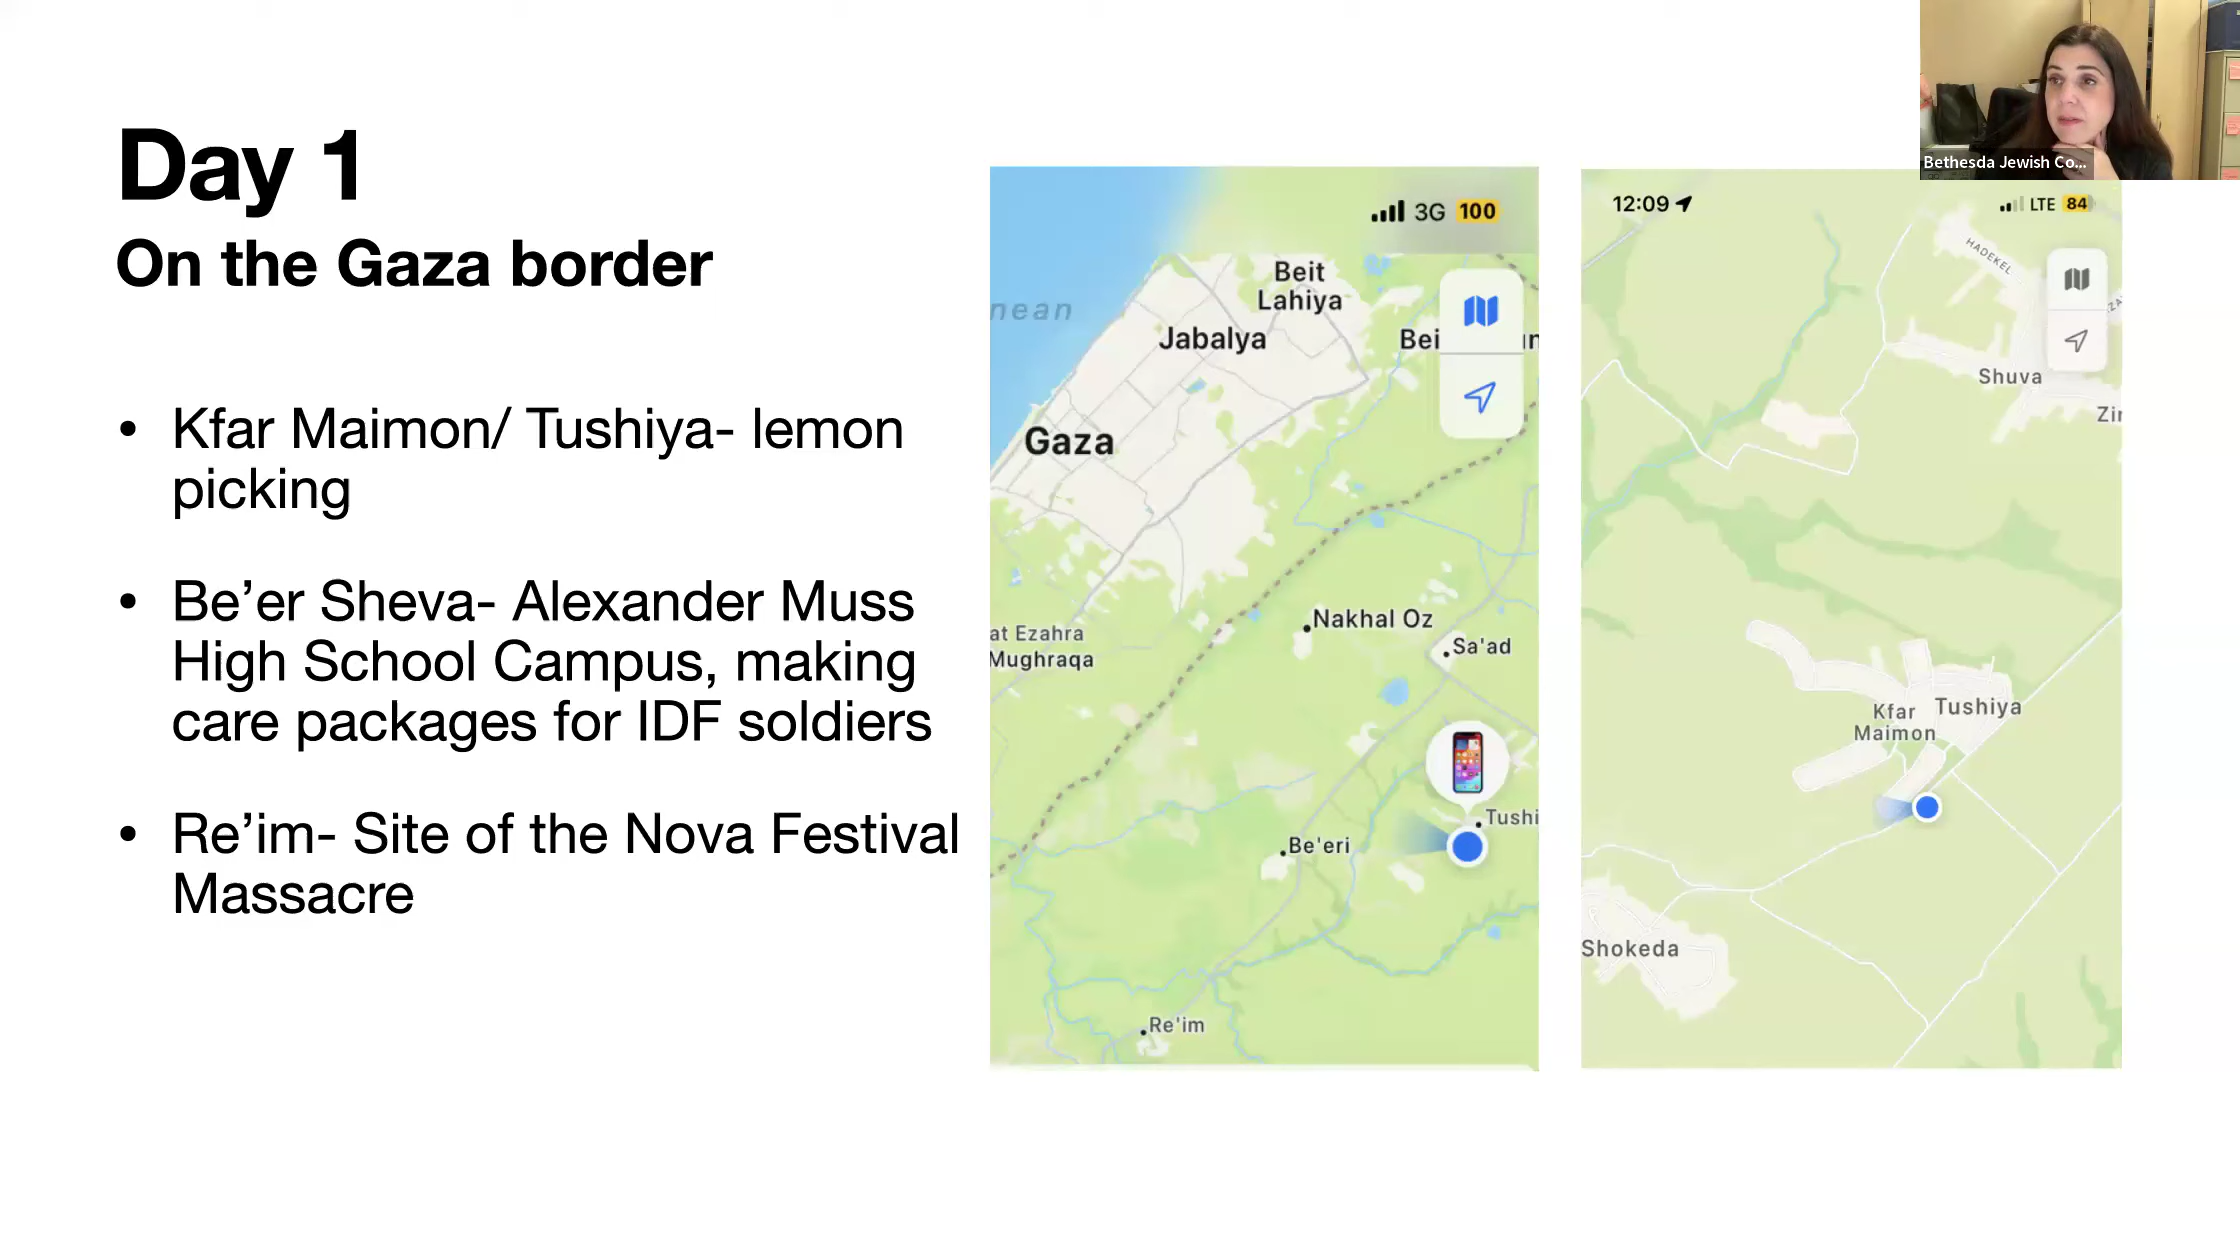 Day 1
On the Gaza border
• Kfar Maimon/ Tushiya- lemon
picking
• Be’er Sheva- Alexander Muss
High School Campus, making
care packages for IDF soldiers
• Re’im- Site of the Nova Festival
Massacre
3G 100
nean
Beit
Lahiya
Jabalya
Bei
Gaza
Nakhal Oz
at Ezahra
Mughraqa
Sa'ad
Tushi
Be'eri
Re'im
12:09
LTE 84
HADEKEL
Shuva
Zir
Kfar
Maimon
Tushiya
Shokeda
Bethesda Jewish Co...